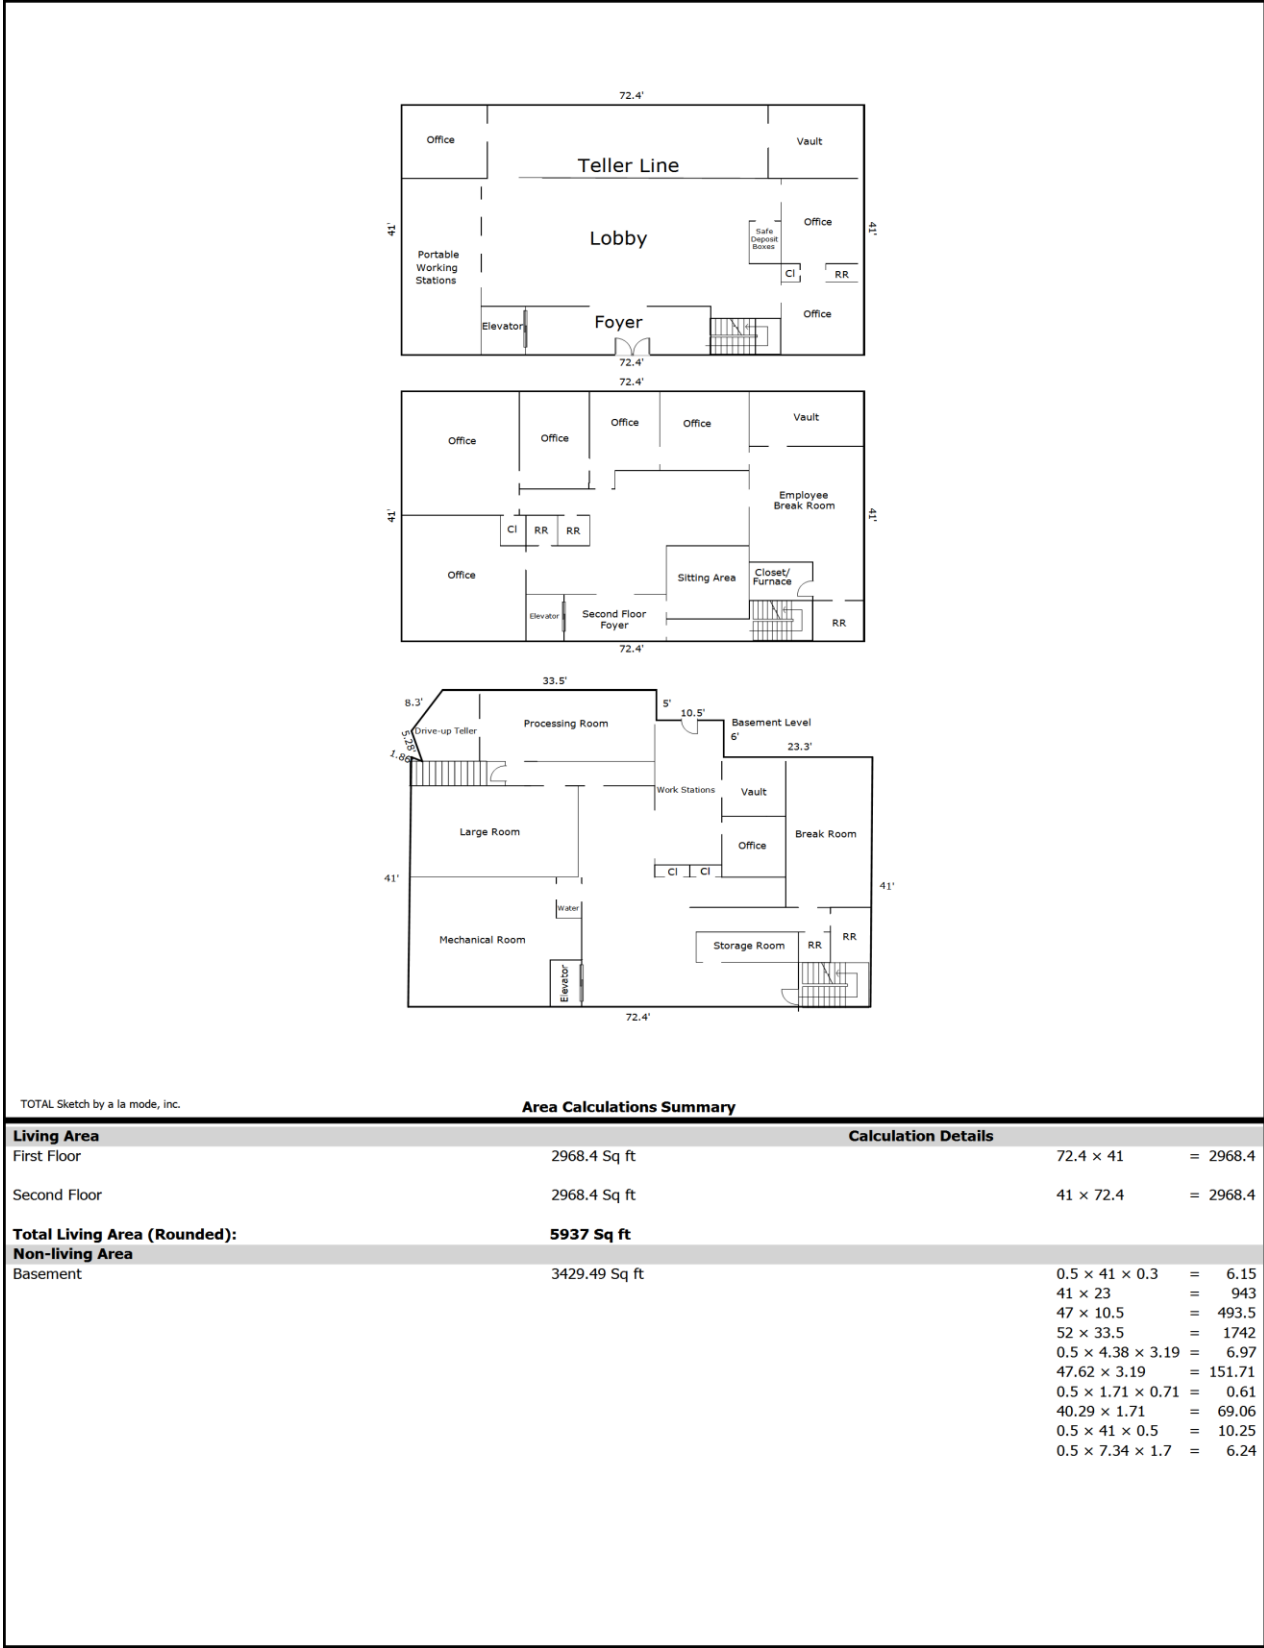 72.4'
Office
Vault
Teller Line
41'
Lobby
Safe
Deposit
Boxes
Office
41'
Portable
Working
Stations
Cl
RR
Elevator
Foyer
Office
72.4'
72.4'
Office
Office
Office
Office
Vault
41'
Employee
Break Room
41'
Cl
RR
RR
Office
Sitting Area
Closet/
Furnace
Elevator
Second Floor
Foyer
RR
72.4'
33.5'
8.3'
5'
10.5'
Drive-up Teller
Processing Room
Basement Level
5.28'
6'
23.3'
1.86'
Work Stations
Vault
Large Room
Break Room
Office
41'
Cl
Cl
41'
Water
Mechanical Room
Storage Room
RR
RR
Elevator
72.4'
TOTAL Sketch by a la mode, inc.
Area Calculations Summary
Living Area
Calculation Details
First Floor 2968.4 Sq ft 72.4 × 41 = 2968.4
Second Floor 2968.4 Sq ft 41 × 72.4 = 2968.4
Total Living Area (Rounded): 5937 Sq ft
Non-living Area
Basement 3429.49 Sq ft 0.5 × 41 × 0.3 = 6.15
41 × 23 = 943
47 × 10.5 = 493.5
52 × 33.5 = 1742
0.5 × 4.38 × 3.19 = 6.97
47.62 × 3.19 = 151.71
0.5 × 1.71 × 0.71 = 0.61
40.29 × 1.71 = 69.06
0.5 × 41 × 0.5 = 10.25
0.5 × 7.34 × 1.7 = 6.24